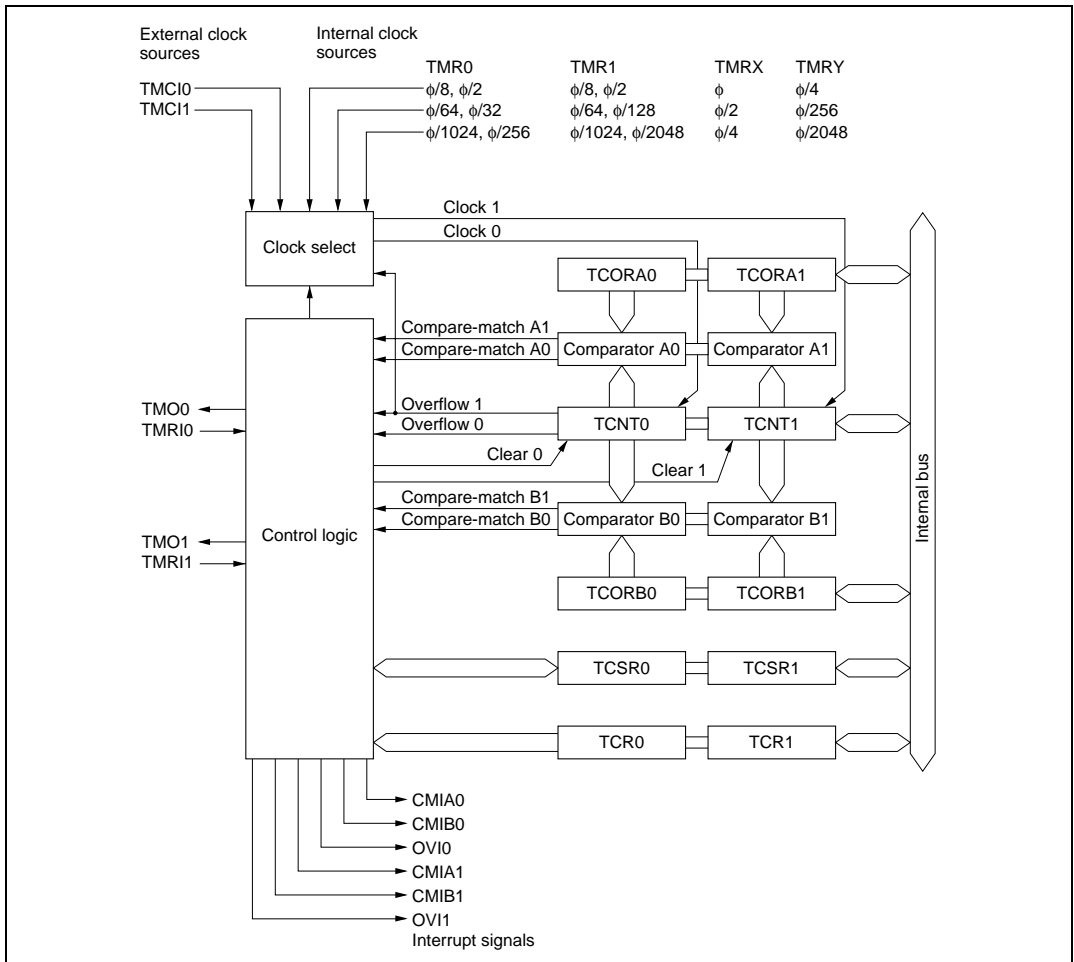 External clock
sources
Internal clock
sources
TMR0 TMR1 TMRX TMRY
TMCI0 ϕ/8, ϕ/2 ϕ/8, ϕ/2 ϕ ϕ/4
TMCI1 ϕ/64, ϕ/32 ϕ/64, ϕ/128 ϕ/2 ϕ/256
ϕ/1024, ϕ/256 ϕ/1024, ϕ/2048 ϕ/4 ϕ/2048
Clock 1
Clock 0
Clock select
TCORA0 TCORA1
Compare-match A1
Compare-match A0
Comparator A0 Comparator A1
TMO0
TMRI0
Overflow 1
Overflow 0
TCNT0 TCNT1
Clear 0
Clear 1
Compare-match B1
Compare-match B0
Comparator B0 Comparator B1
Control logic
TMO1
TMRI1
Internal bus
TCORB0 TCORB1
TCSR0 TCSR1
TCR0 TCR1
CMIA0
CMIB0
OVI0
CMIA1
CMIB1
OVI1
Interrupt signals